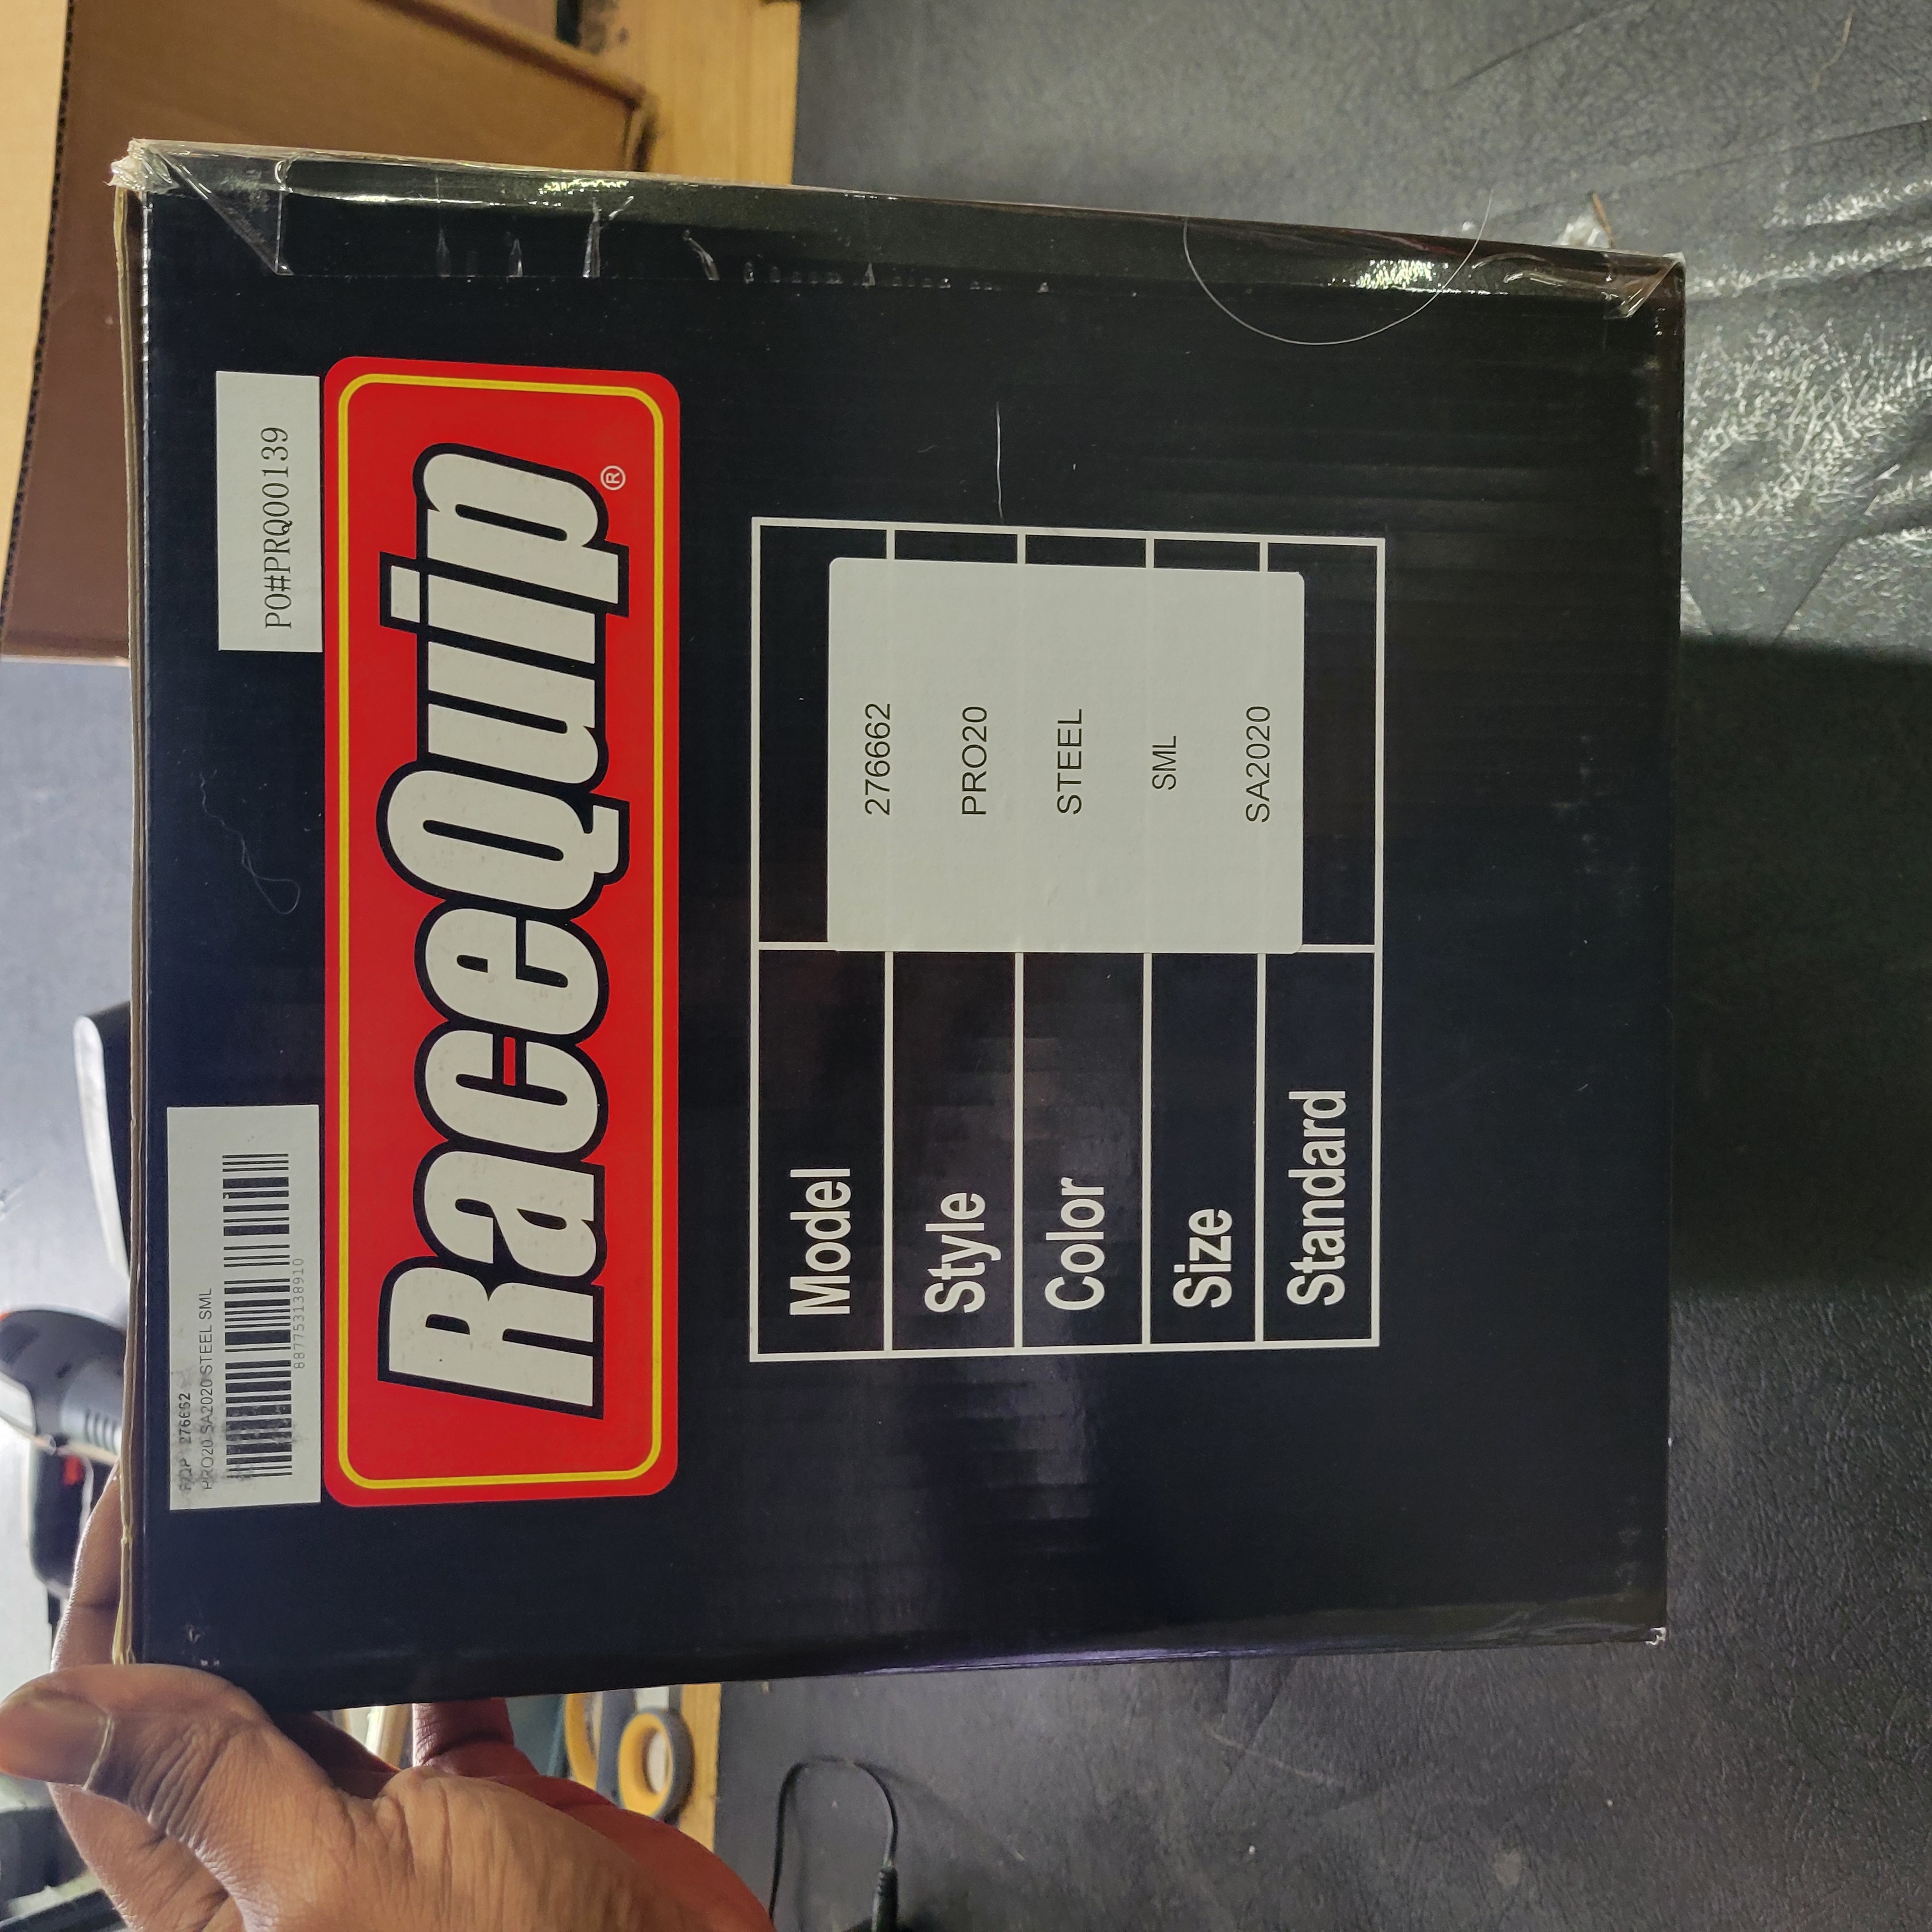 RQP 276662
PRO20 SA2020 STEEL SML
887753138910
PO#PRQ00139
RaceQuip®
Model 276662
Style PRO20
Color STEEL
Size SML
Standard SA2020